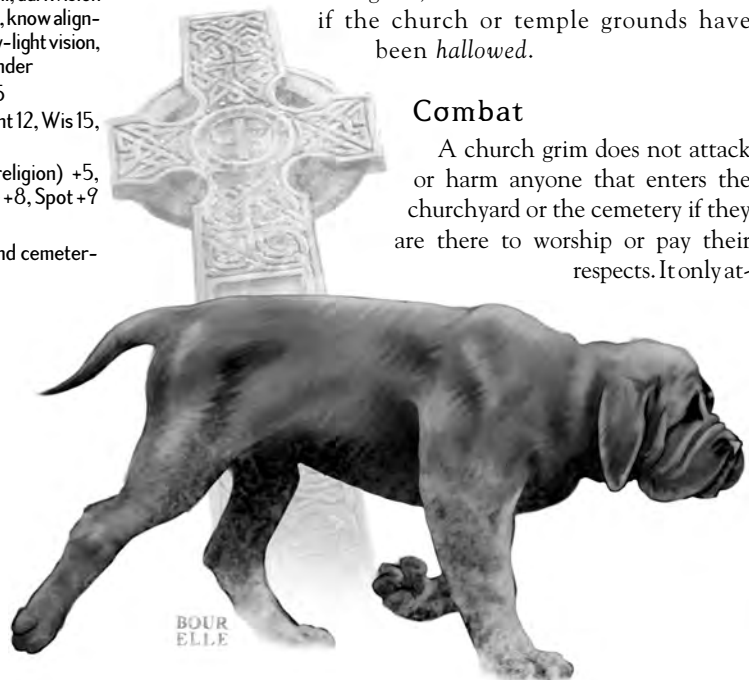 darkvision
, know align-
-light vision,
nder
nt 12, Wis 15,
religion) +5,
+8, Spot +9
nd cemeter-
if the church or temple grounds have
been hallowed.
Combat
A church grim does not attack
or harm anyone that enters the
churchyard or the cemetery if they
are there to worship or pay their
respects. It only at-
BOUR
ELLE